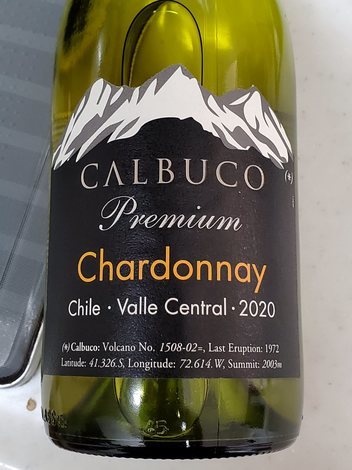 CALBUCO (*)
Premium
Chardonnay
Chile · Valle Central · 2020
(*) Calbuco: Volcano No. 1508-02=, Last Eruption: 1972
Latitude: 41.326.S, Longitude: 72.614.W, Summit: 2003m